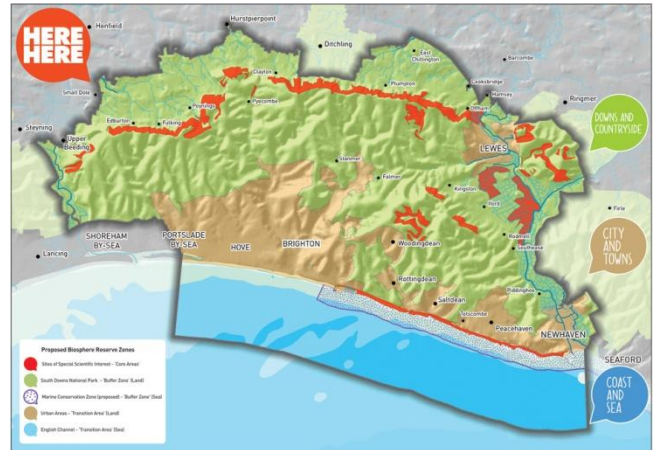 HERE
HERE
Henfield
Hurstpierpoint
Ditchling
East
Chiltington
Barcombe
Cooksbridge
Hamsey
Ringmer
Small Dole
Clayton
Plumpton
Offham
Steyning
Upper
Beeding
Edburton
Fulking
Poynings
Pyecombe
LEWES
DOWNS AND
COUNTRYSIDE
Stanmer
Falmer
Kingston
Iford
Rodmell
Southease
Firle
CITY
AND
TOWNS
SHOREHAM
BY-SEA
PORTSLADE
BY-SEA
HOVE
BRIGHTON
Woodingdean
Lancing
Rottingdean
Saltdean
Telscombe
Peacehaven
Piddinghoe
NEWHAVEN
SEAFORD
COAST
AND
SEA
Proposed Biosphere Reserve Zones
Sites of Special Scientific Interest - 'Core Areas'
South Downs National Park - 'Buffer Zone' (Land)
Marine Conservation Zone (proposed) - 'Buffer Zone' (Sea)
Urban Areas - 'Transition Area' (Land)
English Channel - 'Transition Area' (Sea)